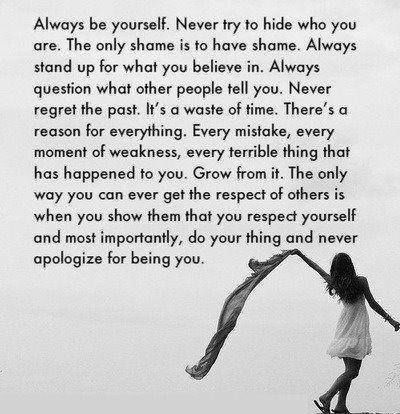 Always be yourself. Never try to hide who you
are. The only shame is to have shame. Always
stand up for what you believe in. Always
question what other people tell you. Never
regret the past. It's a waste of time. There's a
reason for everything. Every mistake, every
moment of weakness, every terrible thing that
has happened to you. Grow from it. The only
way you can ever get the respect of others is
when you show them that you respect yourself
and most importantly, do your thing and never
apologize for being you.